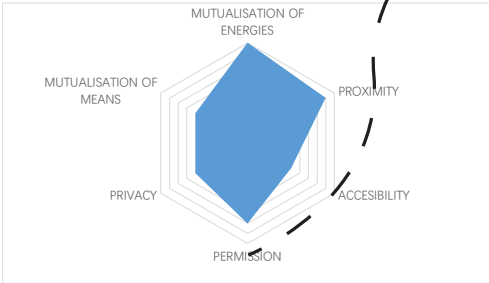 MUTUALISATION OF
ENERGIES
MUTUALISATION OF
MEANS
PROXIMITY
PRIVACY
ACCESIBILITY
PERMISSION